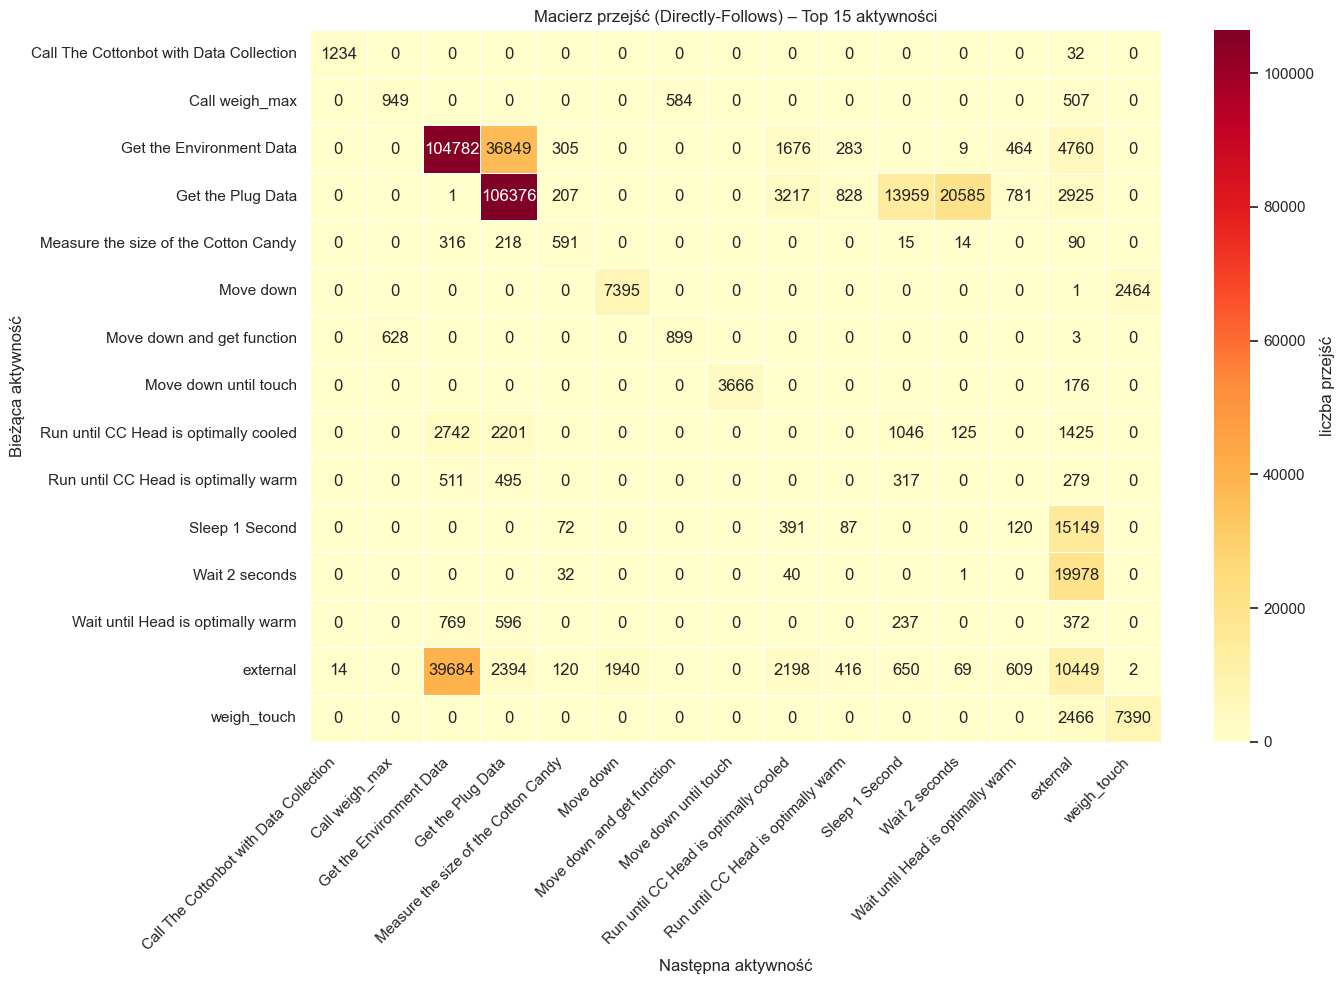 Macierz przejść (Directly-Follows) – Top 15 aktywności
Call The Cottonbot with Data Collection 1234 0 0 0 0 0 0 0 0 0 0 0 0 32 0
Call weigh_max 0 949 0 0 0 0 584 0 0 0 0 0 0 507 0
Get the Environment Data 0 0 104782 36849 305 0 0 0 1676 283 0 9 464 4760 0
Get the Plug Data 0 0 1 106376 207 0 0 0 3217 828 13959 20585 781 2925 0
Measure the size of the Cotton Candy 0 0 316 218 591 0 0 0 0 0 15 14 0 90 0
Move down 0 0 0 0 0 7395 0 0 0 0 0 0 0 1 2464
Move down and get function 0 628 0 0 0 0 899 0 0 0 0 0 0 3 0
Move down until touch 0 0 0 0 0 0 0 3666 0 0 0 0 0 176 0
Run until CC Head is optimally cooled 0 0 2742 2201 0 0 0 0 0 0 1046 125 0 1425 0
Run until CC Head is optimally warm 0 0 511 495 0 0 0 0 0 0 317 0 0 279 0
Sleep 1 Second 0 0 0 0 72 0 0 0 391 87 0 0 120 15149 0
Wait 2 seconds 0 0 0 0 32 0 0 0 40 0 0 1 0 19978 0
Wait until Head is optimally warm 0 0 769 596 0 0 0 0 0 0 237 0 0 372 0
external 14 0 39684 2394 120 1940 0 0 2198 416 650 69 609 10449 2
weigh_touch 0 0 0 0 0 0 0 0 0 0 0 0 0 2466 7390
Bieżąca aktywność
Call The Cottonbot with Data Collection
Call weigh_max
Get the Environment Data
Get the Plug Data
Measure the size of the Cotton Candy
Move down
Move down and get function
Move down until touch
Run until CC Head is optimally cooled
Run until CC Head is optimally warm
Sleep 1 Second
Wait 2 seconds
Wait until Head is optimally warm
external
weigh_touch
Następna aktywność
100000
80000
60000
40000
20000
0
liczba przejść